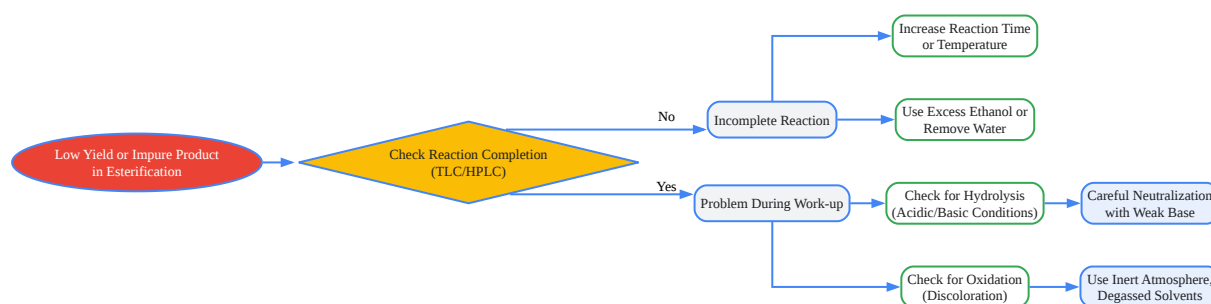 Low Yield or Impure Product
in Esterification
Check Reaction Completion
(TLC/HPLC)
No
Incomplete Reaction
Increase Reaction Time
or Temperature
Use Excess Ethanol or
Remove Water
Yes
Problem During Work-up
Check for Hydrolysis
(Acidic/Basic Conditions)
Careful Neutralization
with Weak Base
Check for Oxidation
(Discoloration)
Use Inert Atmosphere,
Degassed Solvents